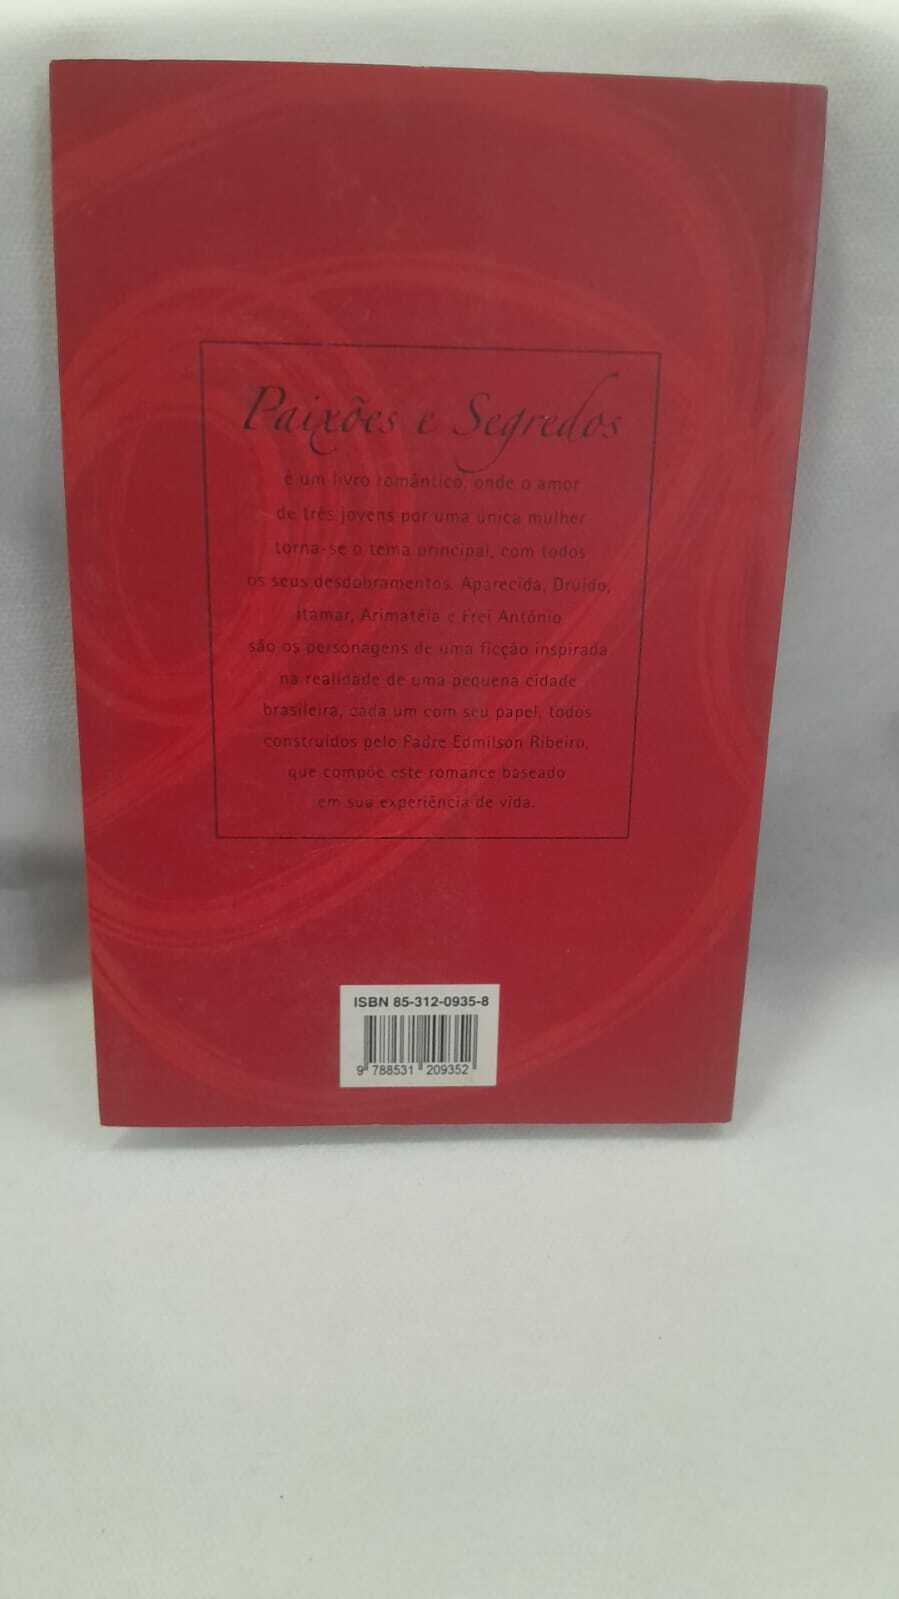 Paixões e Segredos
é um livro romântico, onde o amor
de três jovens por uma única mulher
torna-se o tema principal, com todos
os seus desdobramentos. Aparecida, Druido,
Itamar, Arimatéia e Frei Antônio
são os personagens de uma ficção inspirada
na realidade de uma pequena cidade
brasileira, cada um com seu papel, todos
construídos pelo Padre Edmilson Ribeiro,
que compõe este romance baseado
em sua experiência de vida.
ISBN 85-312-0935-8
9 788531 209352